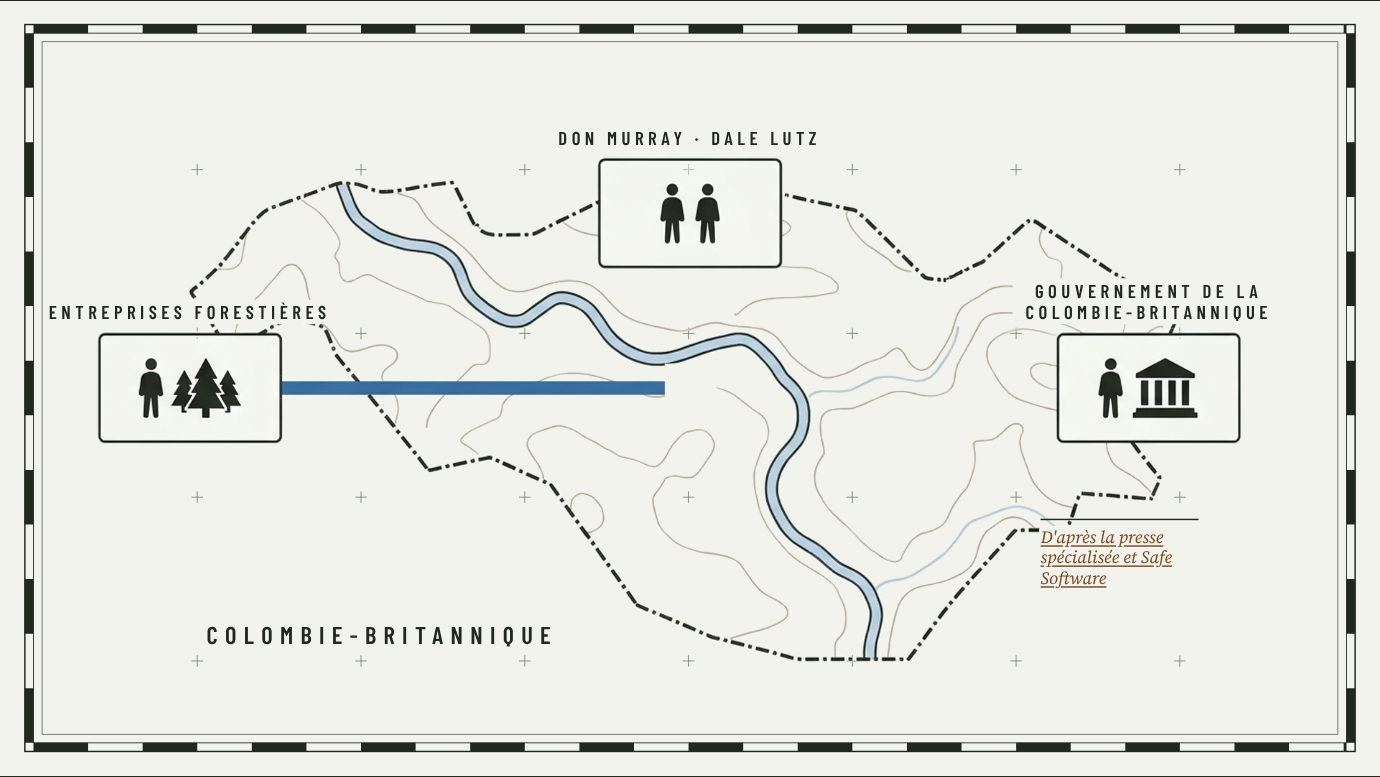 DON MURRAY · DALE LUTZ
ENTREPRISES FORESTIÈRES
GOUVERNEMENT DE LA
COLOMBIE-BRITANNIQUE
D'après la presse
spécialisée et Safe
Software
COLOMBIE-BRITANNIQUE